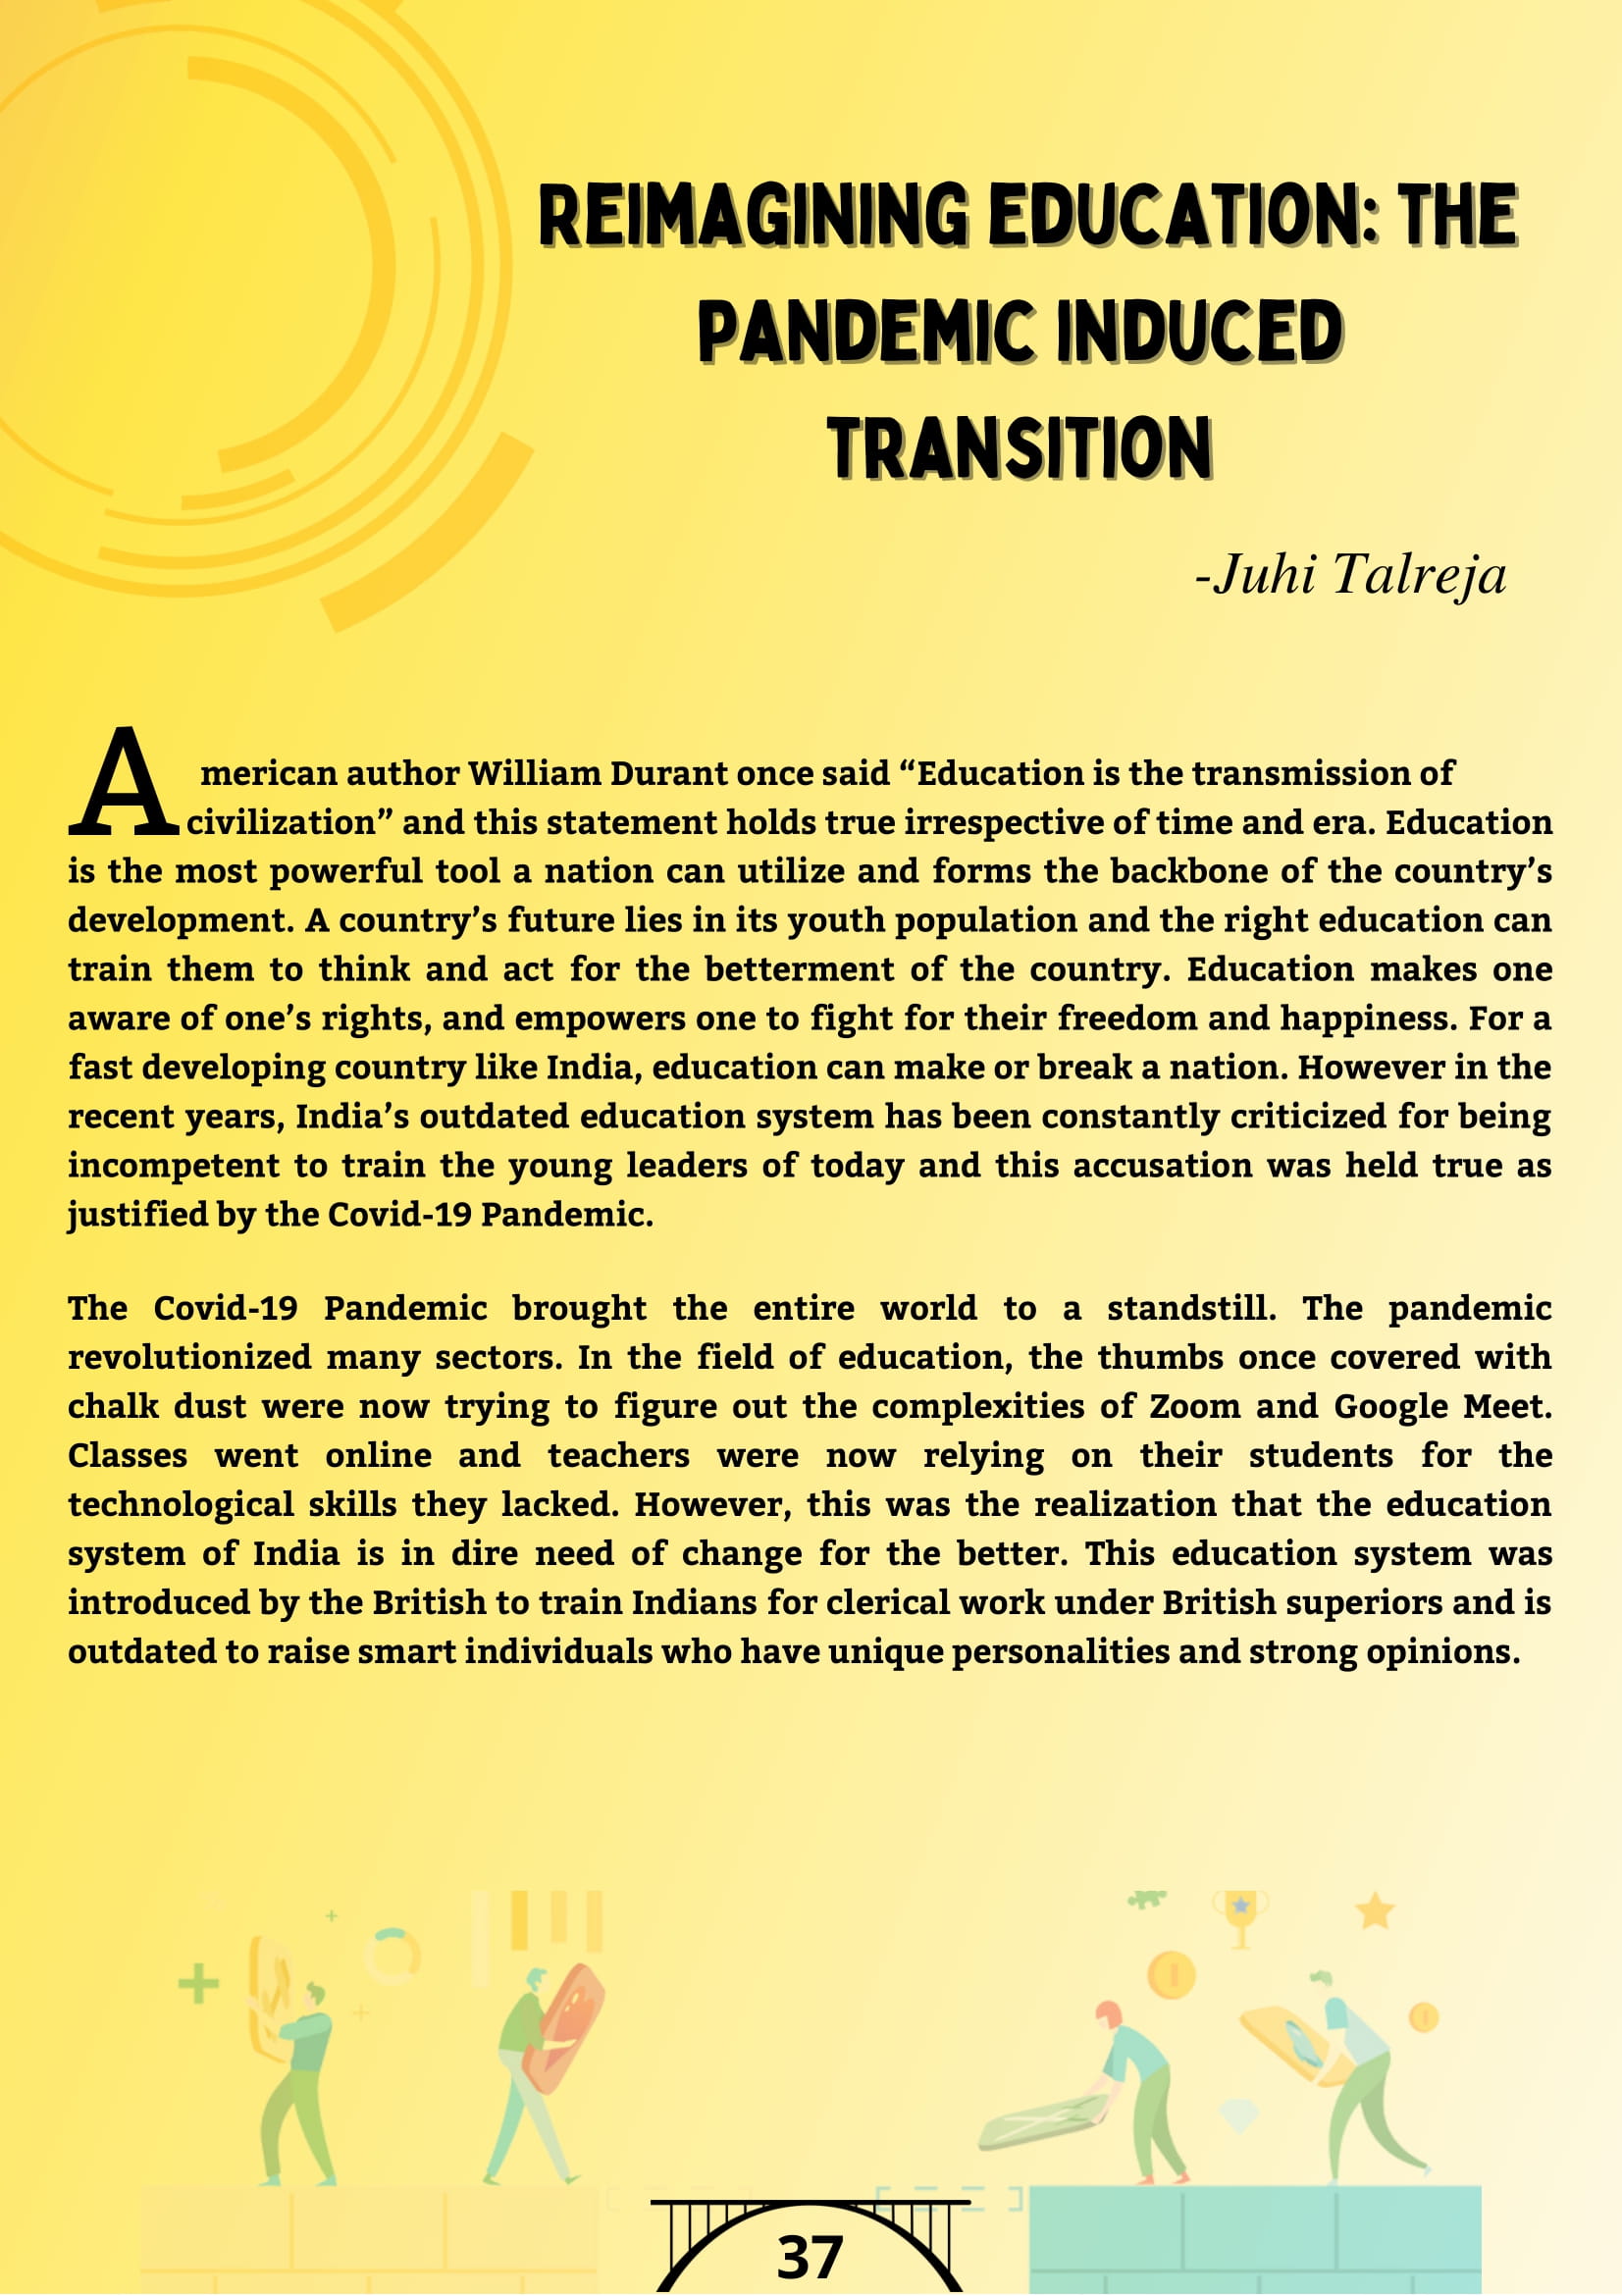 REIMAGINING EDUCATION: THE
PANDEMIC INDUCED
TRANSITION
-Juhi Talreja
American author William Durant once said “Education is the transmission of
civilization” and this statement holds true irrespective of time and era. Education
is the most powerful tool a nation can utilize and forms the backbone of the country’s
development. A country’s future lies in its youth population and the right education can
train them to think and act for the betterment of the country. Education makes one
aware of one’s rights, and empowers one to fight for their freedom and happiness. For a
fast developing country like India, education can make or break a nation. However in the
recent years, India’s outdated education system has been constantly criticized for being
incompetent to train the young leaders of today and this accusation was held true as
justified by the Covid-19 Pandemic.
The Covid-19 Pandemic brought the entire world to a standstill. The pandemic
revolutionized many sectors. In the field of education, the thumbs once covered with
chalk dust were now trying to figure out the complexities of Zoom and Google Meet.
Classes went online and teachers were now relying on their students for the
technological skills they lacked. However, this was the realization that the education
system of India is in dire need of change for the better. This education system was
introduced by the British to train Indians for clerical work under British superiors and is
outdated to raise smart individuals who have unique personalities and strong opinions.
37